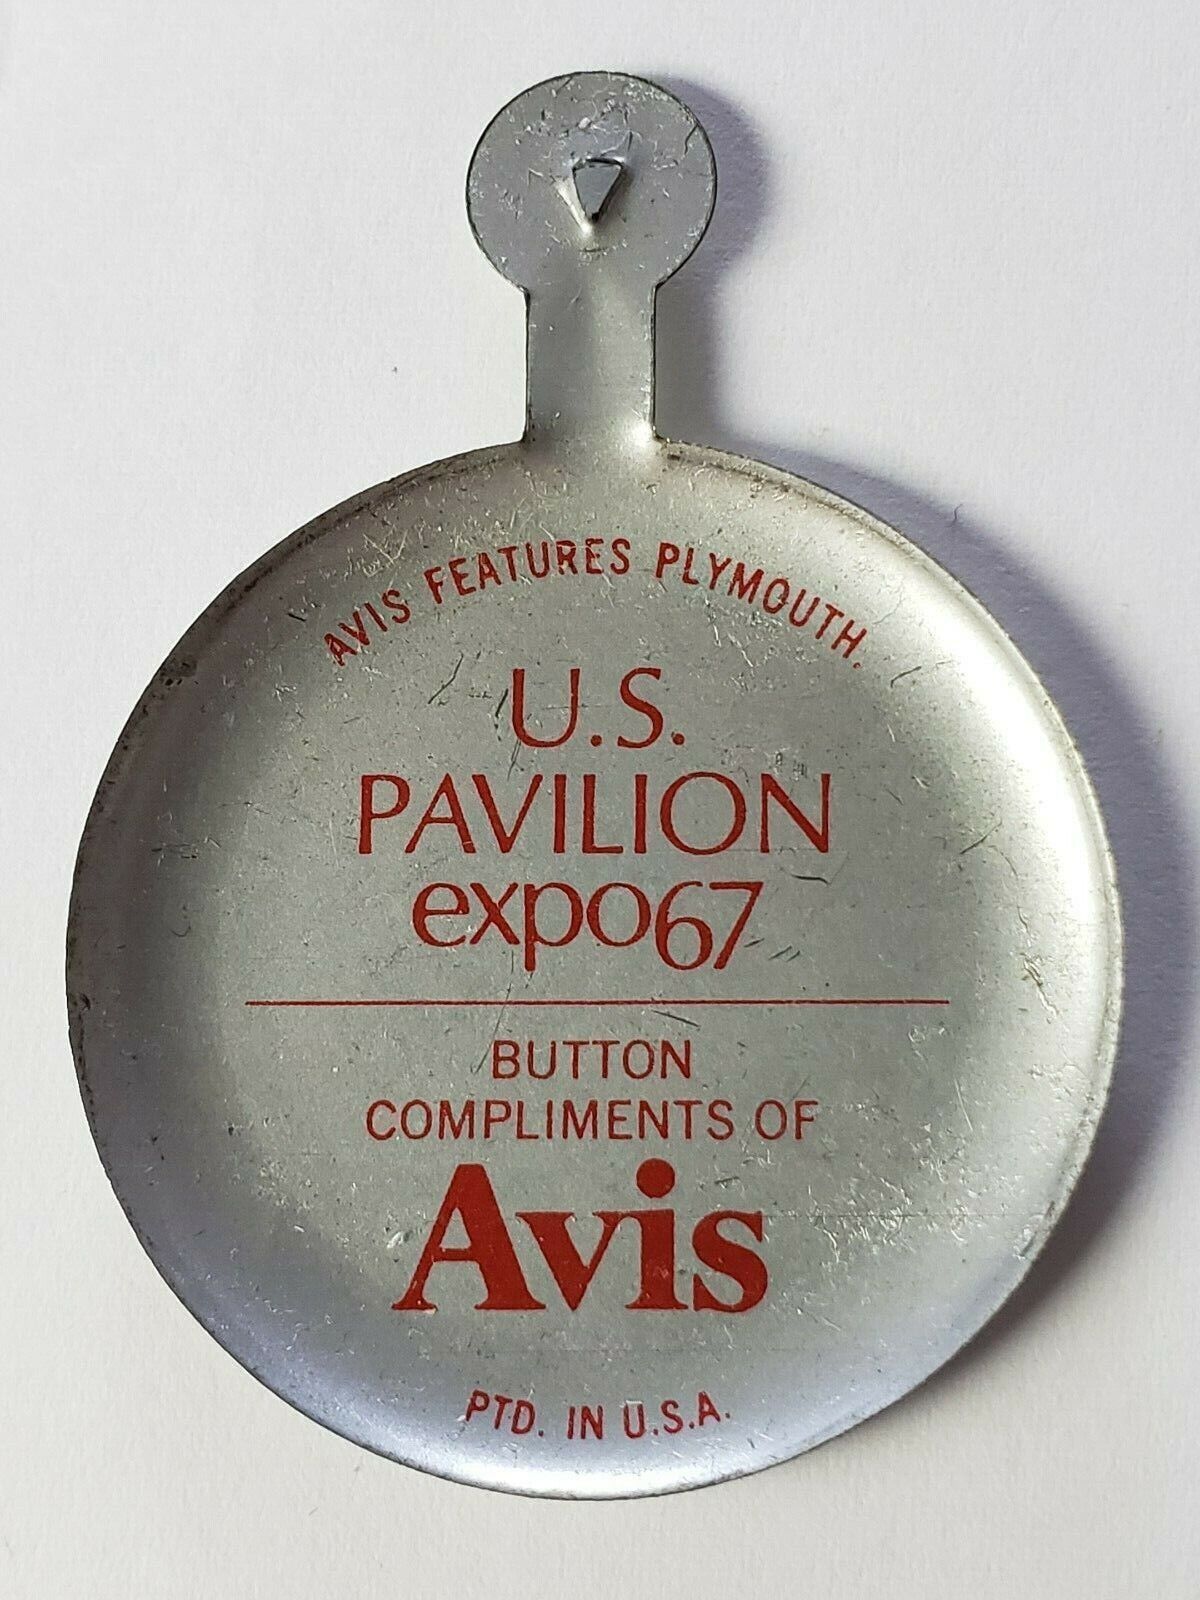 AVIS FEATURES PLYMOUTH.
U.S.
PAVILION
expo67
BUTTON
COMPLIMENTS OF
Avis
PTD. IN U.S.A.